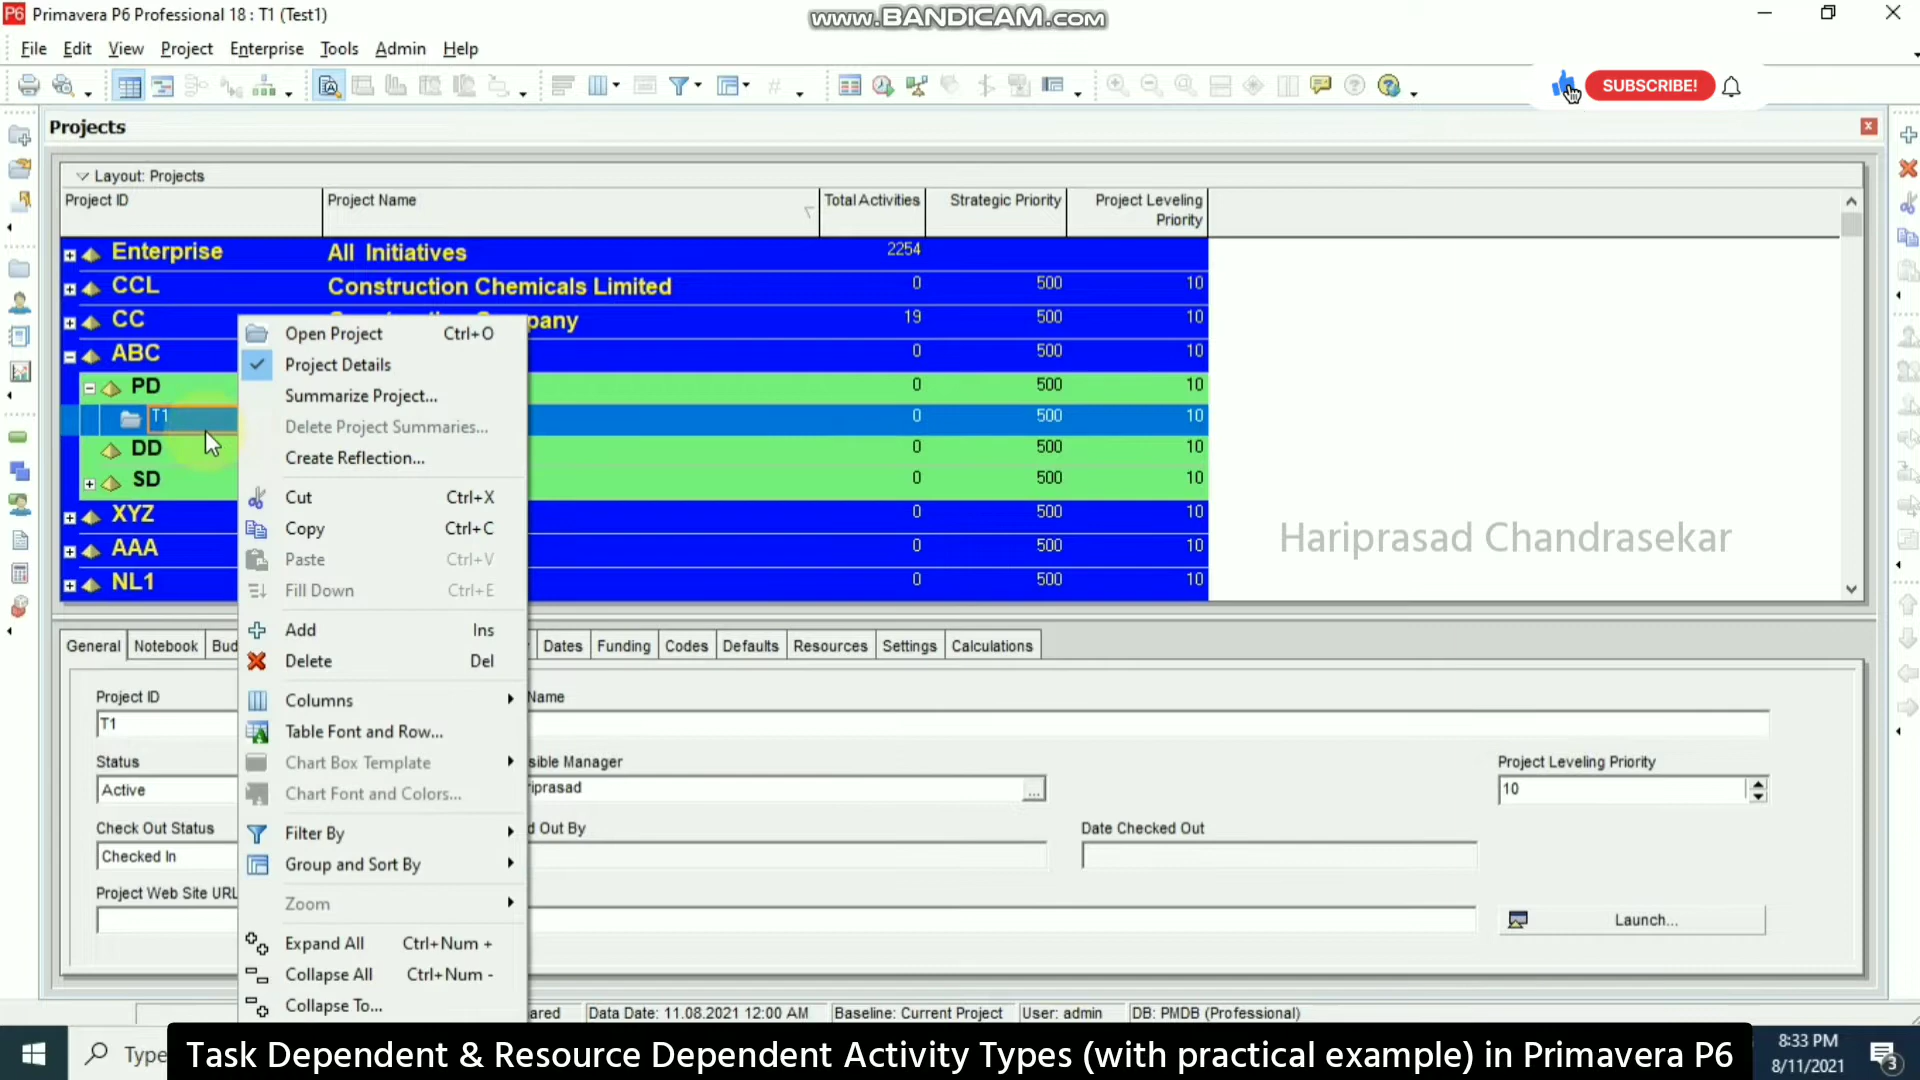 P6 Primavera P6 Professional 18 : T1 (Test1)
www.BANDICAM.com
File Edit View Project Enterprise Tools Admin Help
SUBSCRIBE!
Projects
Layout: Projects
Project ID Project Name Total Activities Strategic Priority Project Leveling Priority
Enterprise All Initiatives 2254
CCL Construction Chemicals Limited 0 500 10
CC pany 19 500 10
ABC 0 500 10
PD 0 500 10
T1 0 500 10
DD 0 500 10
SD 0 500 10
XYZ 0 500 10
AAA 0 500 10
NL1 0 500 10
Open Project Ctrl+O
Project Details
Summarize Project...
Delete Project Summaries...
Create Reflection...
Cut Ctrl+X
Copy Ctrl+C
Paste Ctrl+V
Fill Down Ctrl+E
Add Ins
Delete Del
Columns
Table Font and Row...
Chart Box Template
Chart Font and Colors...
Filter By
Group and Sort By
Zoom
Expand All Ctrl+Num +
Collapse All Ctrl+Num -
Collapse To...
Hariprasad Chandrasekar
General Notebook Bud Dates Funding Codes Defaults Resources Settings Calculations
Project ID Name
T1
Status sible Manager Project Leveling Priority
Active riprasad ... 10
Check Out Status d Out By Date Checked Out
Checked In
Project Web Site URL
Launch...
ared Data Date: 11.08.2021 12:00 AM Baseline: Current Project User: admin DB: PMDB (Professional)
Type
Task Dependent & Resource Dependent Activity Types (with practical example) in Primavera P6
8:33 PM
8/11/2021
3